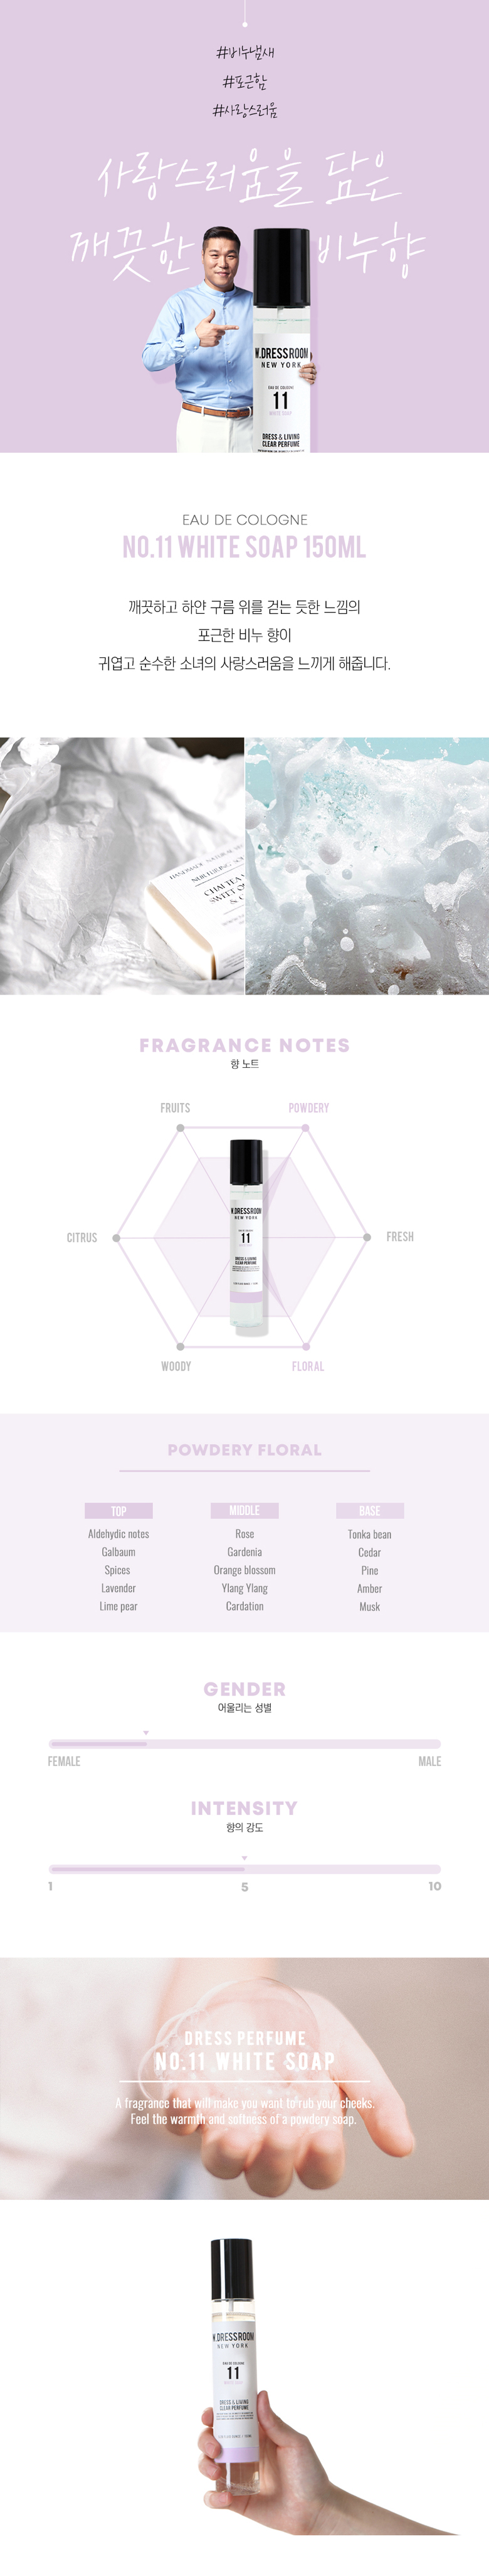 #비누냄새
#포근함
#사랑스러움
사랑스러움을 담은
깨끗한 비누향
W.DRESSROOM
NEW YORK
EAU DE COLOGNE
11
WHITE SOAP
DRESS & LIVING
CLEAR PERFUME
EAU DE COLOGNE
NO.11 WHITE SOAP 150ML
깨끗하고 하얀 구름 위를 걷는 듯한 느낌의
포근한 비누 향이
귀엽고 순수한 소녀의 사랑스러움을 느끼게 해줍니다.
HANDMADE NATURAL
CHAI TEA
SWEET
&
FRAGRANCE NOTES
향 노트
FRUITS
POWDERY
W.DRESSROOM
NEW YORK
11
DRESS & LIVING
CLEAR PERFUME
CITRUS
FRESH
WOODY
FLORAL
POWDERY FLORAL
TOP
MIDDLE
BASE
Aldehydic notes
Rose
Tonka bean
Galbaum
Gardenia
Cedar
Spices
Orange blossom
Pine
Lavender
Ylang Ylang
Amber
Lime pear
Cardation
Musk
GENDER
어울리는 성별
FEMALE
MALE
INTENSITY
향의 강도
1
5
10
DRESS PERFUME
NO.11 WHITE SOAP
A fragrance that will make you want to rub your cheeks.
Feel the warmth and softness of a powdery soap.
W.DRESSROOM
NEW YORK
EAU DE COLOGNE
11
DRESS & LIVING
CLEAR PERFUME